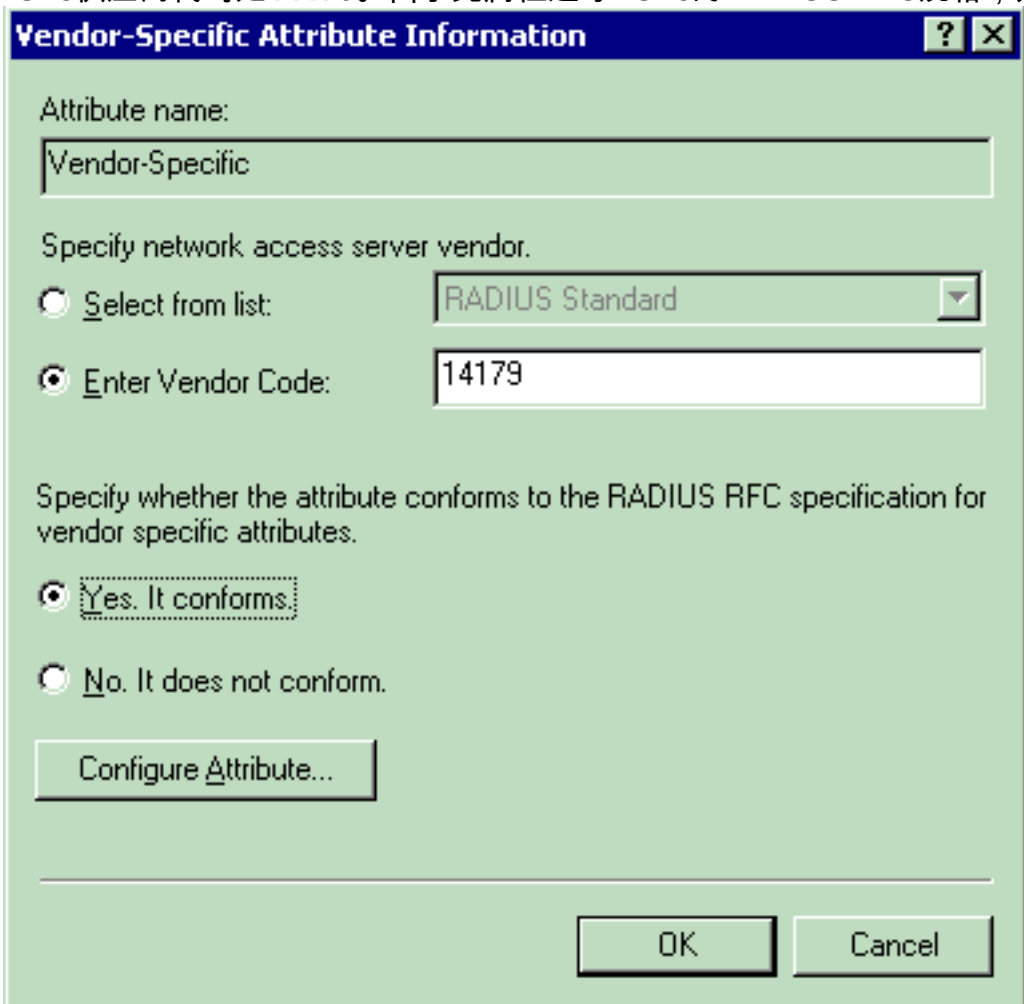 Vendor-Specific Attribute Information
Attribute name:
Vendor-Specific
Specify network access server vendor.
Select from list:
RADIUS Standard
Enter Vendor Code:
14179
Specify whether the attribute conforms to the RADIUS RFC specification for
vendor specific attributes.
Yes. It conforms.
No. It does not conform.
Configure Attribute...
OK
Cancel